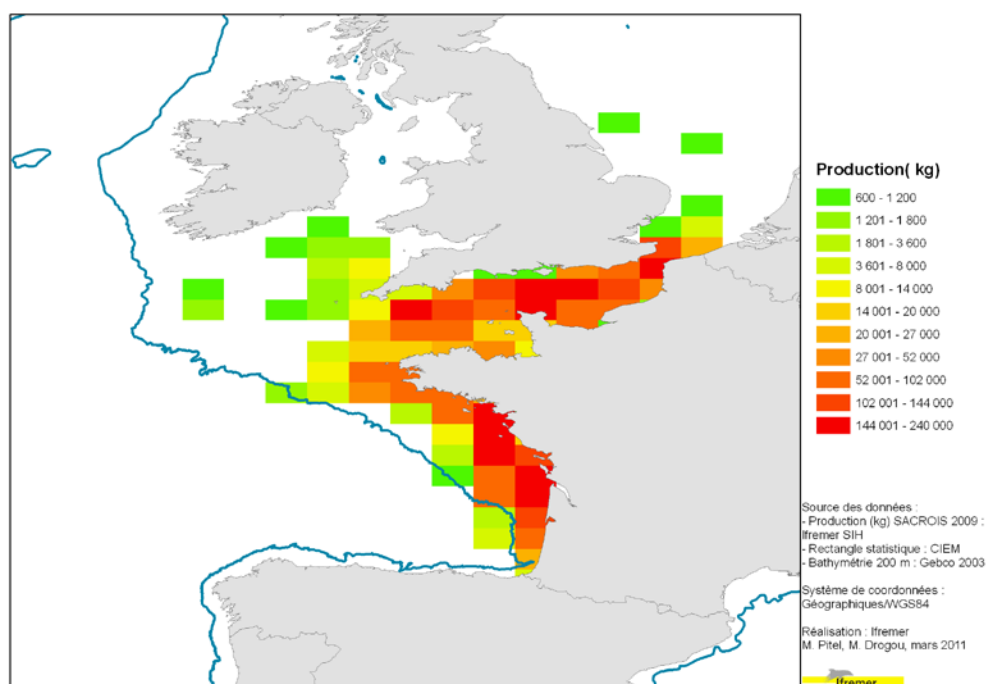 Production( kg)
600 - 1 200
1 201 - 1 800
1 801 - 3 600
3 601 - 8 000
8 001 - 14 000
14 001 - 20 000
20 001 - 27 000
27 001 - 52 000
52 001 - 102 000
102 001 - 144 000
144 001 - 240 000
Source des données :
- Production (kg) SACROIS 2009 :
Ifremer SIH
- Rectangle statistique : CIEM
- Bathymétrie 200 m : Gebco 2003
Système de coordonnées :
Géographiques/WGS84
Réalisation : Ifremer
M. Pitel, M. Drogou, mars 2011
Ifremer